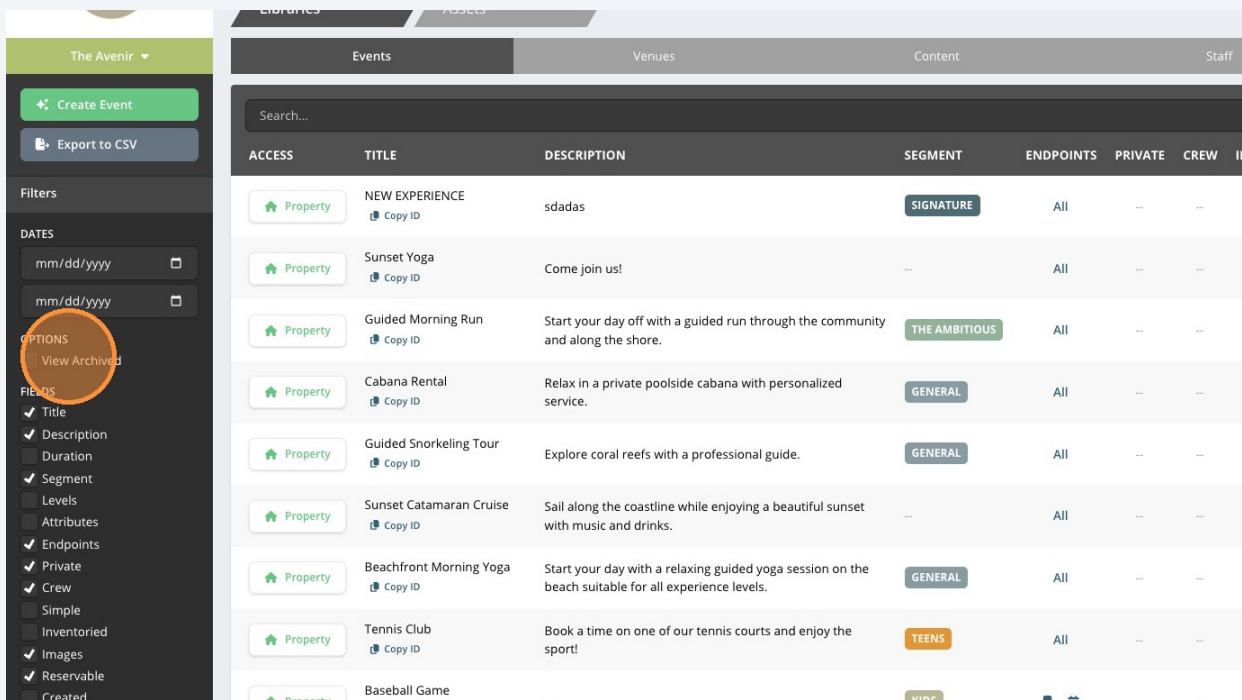 Libraries
Assets
The Avenir
Events
Venues
Content
Staff
Create Event
Export to CSV
Search...
Filters
DATES
mm/dd/yyyy
mm/dd/yyyy
OPTIONS
View Archived
FIELDS
Title
Description
Duration
Segment
Levels
Attributes
Endpoints
Private
Crew
Simple
Inventoried
Images
Reservable
Created
ACCESS TITLE DESCRIPTION SEGMENT ENDPOINTS PRIVATE CREW
Property NEW EXPERIENCE sdadas SIGNATURE All -- --
Copy ID
Property Sunset Yoga Come join us! -- All -- --
Copy ID
Property Guided Morning Run Start your day off with a guided run through the community THE AMBITIOUS All -- --
Copy ID and along the shore.
Property Cabana Rental Relax in a private poolside cabana with personalized GENERAL All -- --
Copy ID service.
Property Guided Snorkeling Tour Explore coral reefs with a professional guide. GENERAL All -- --
Copy ID
Property Sunset Catamaran Cruise Sail along the coastline while enjoying a beautiful sunset -- All -- --
Copy ID with music and drinks.
Property Beachfront Morning Yoga Start your day with a relaxing guided yoga session on the GENERAL All -- --
Copy ID beach suitable for all experience levels.
Property Tennis Club Book a time on one of our tennis courts and enjoy the TEENS All -- --
Copy ID sport!
Property Baseball Game KIDS